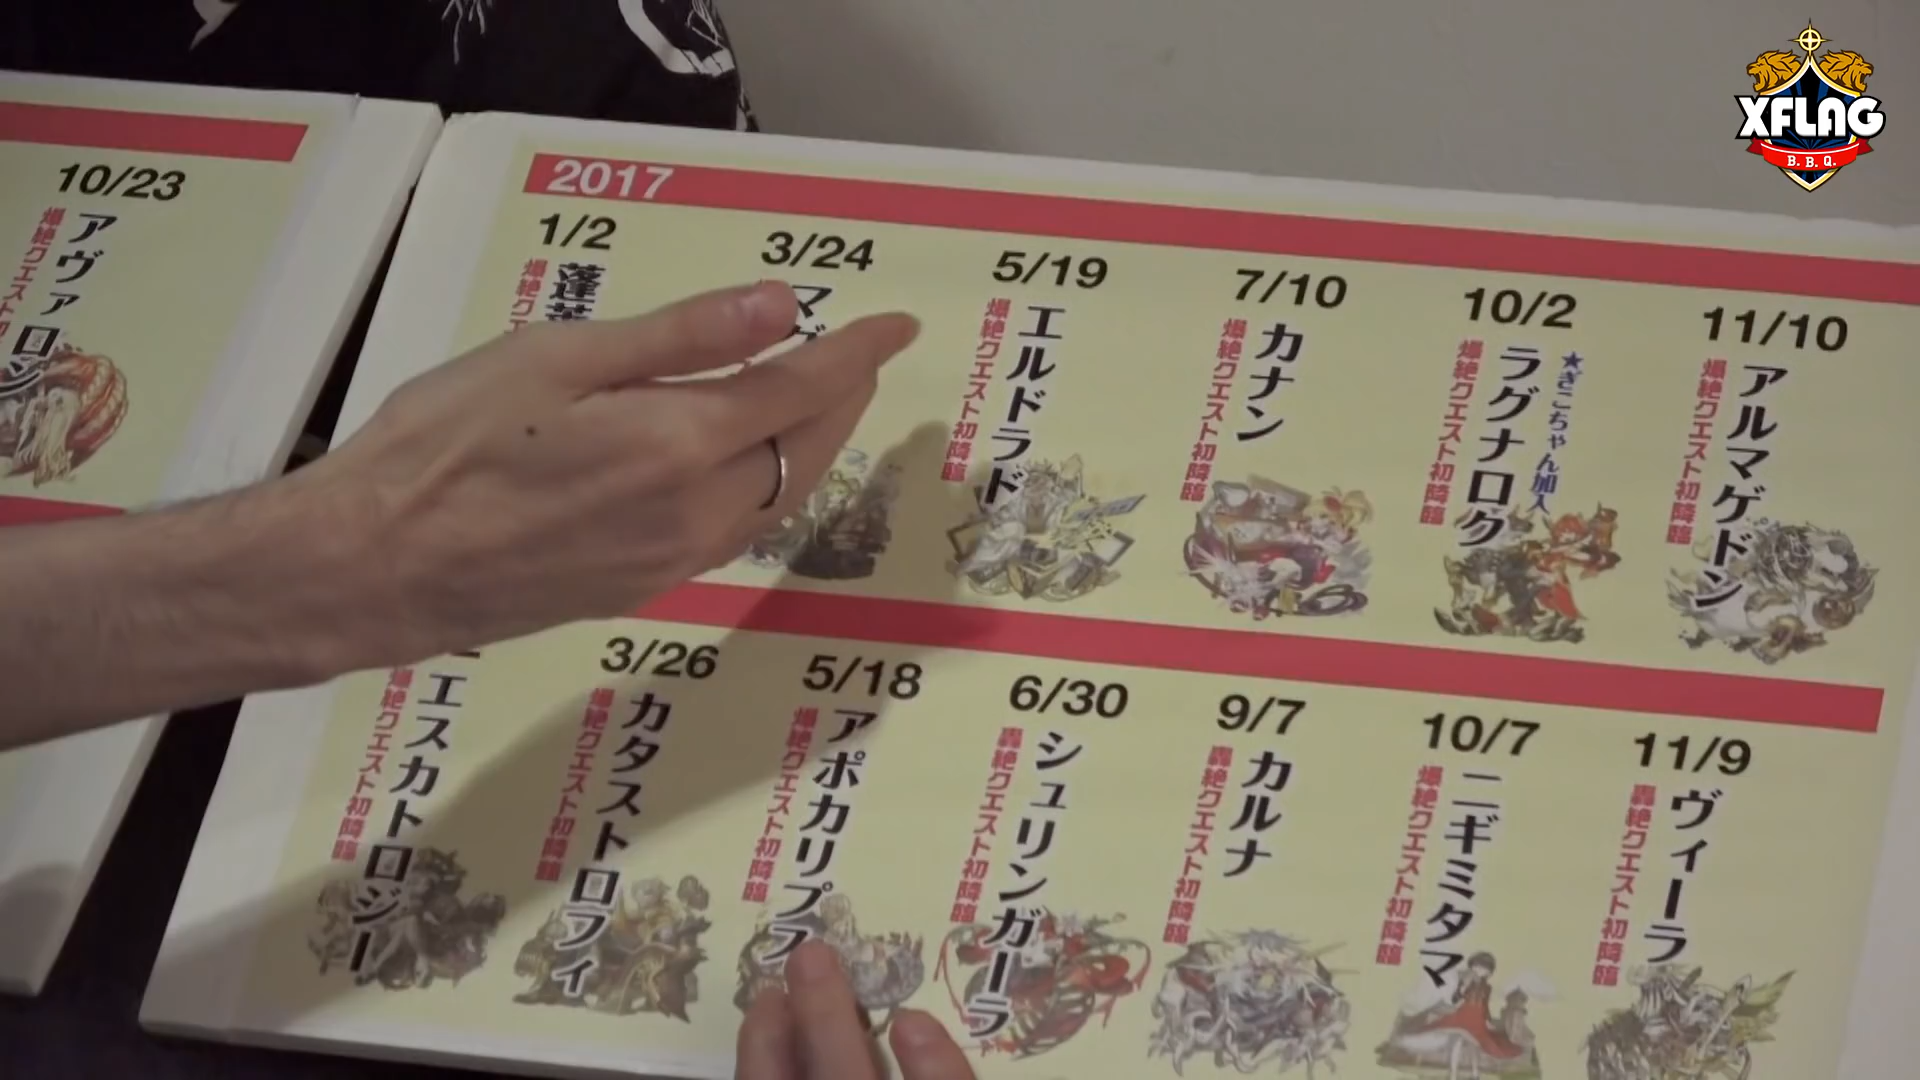 XFLAG
B. B. Q.
10/23
アヴァロン
2017
1/2
3/24
5/19
エルドラド
爆絶クエスト初降臨
7/10
カナン
爆絶クエスト初降臨
10/2
★きこちゃん加入
ラグナロク
爆絶クエスト初降臨
11/10
アルマゲドン
爆絶クエスト初降臨
エスカトロジー
爆絶クエスト初降臨
3/26
カタストロフィ
爆絶クエスト初降臨
5/18
アポカリプス
爆絶クエスト初降臨
6/30
シュリンガーラ
轟絶クエスト初降臨
9/7
カルナ
轟絶クエスト初降臨
10/7
ニギミタマ
爆絶クエスト初降臨
11/9
ヴィーラ
轟絶クエスト初降臨